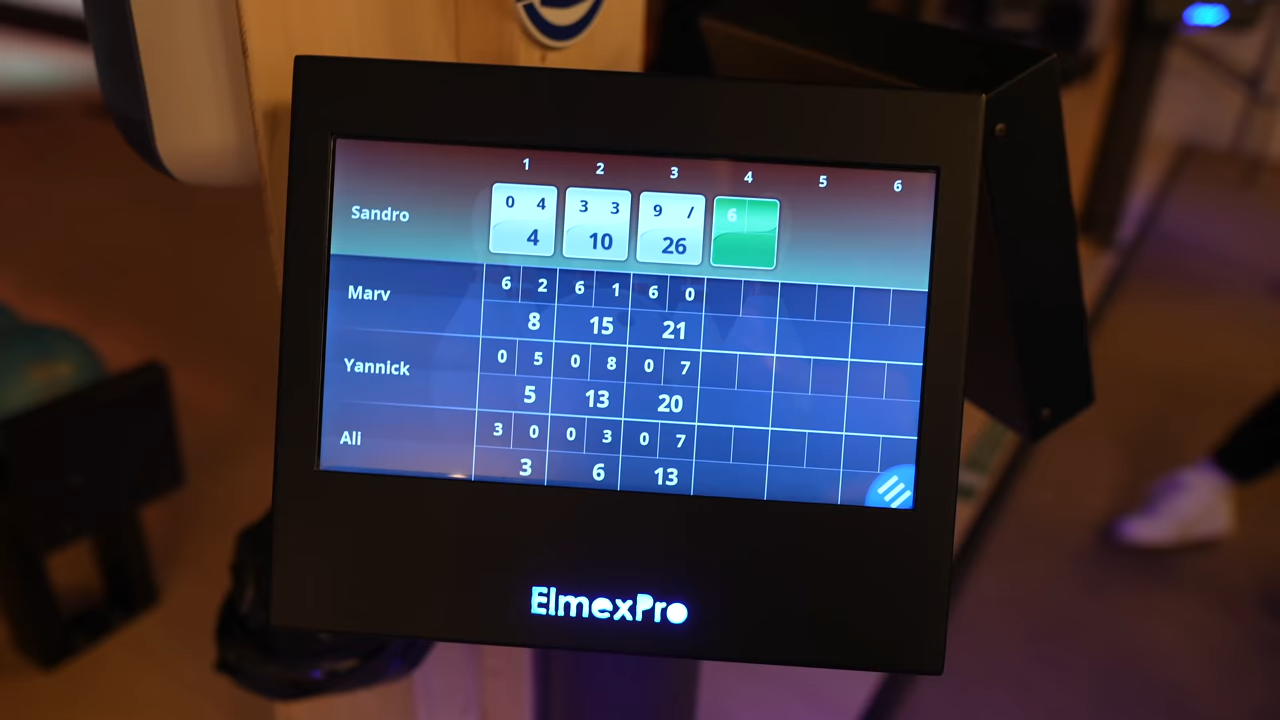 1 2 3 4 5 6
Sandro 0 4 3 3 9 / 6
4 10 26
Marv 6 2 6 1 6 0
8 15 21
Yannick 0 5 0 8 0 7
5 13 20
Ali 3 0 0 3 0 7
3 6 13
ElmexPro